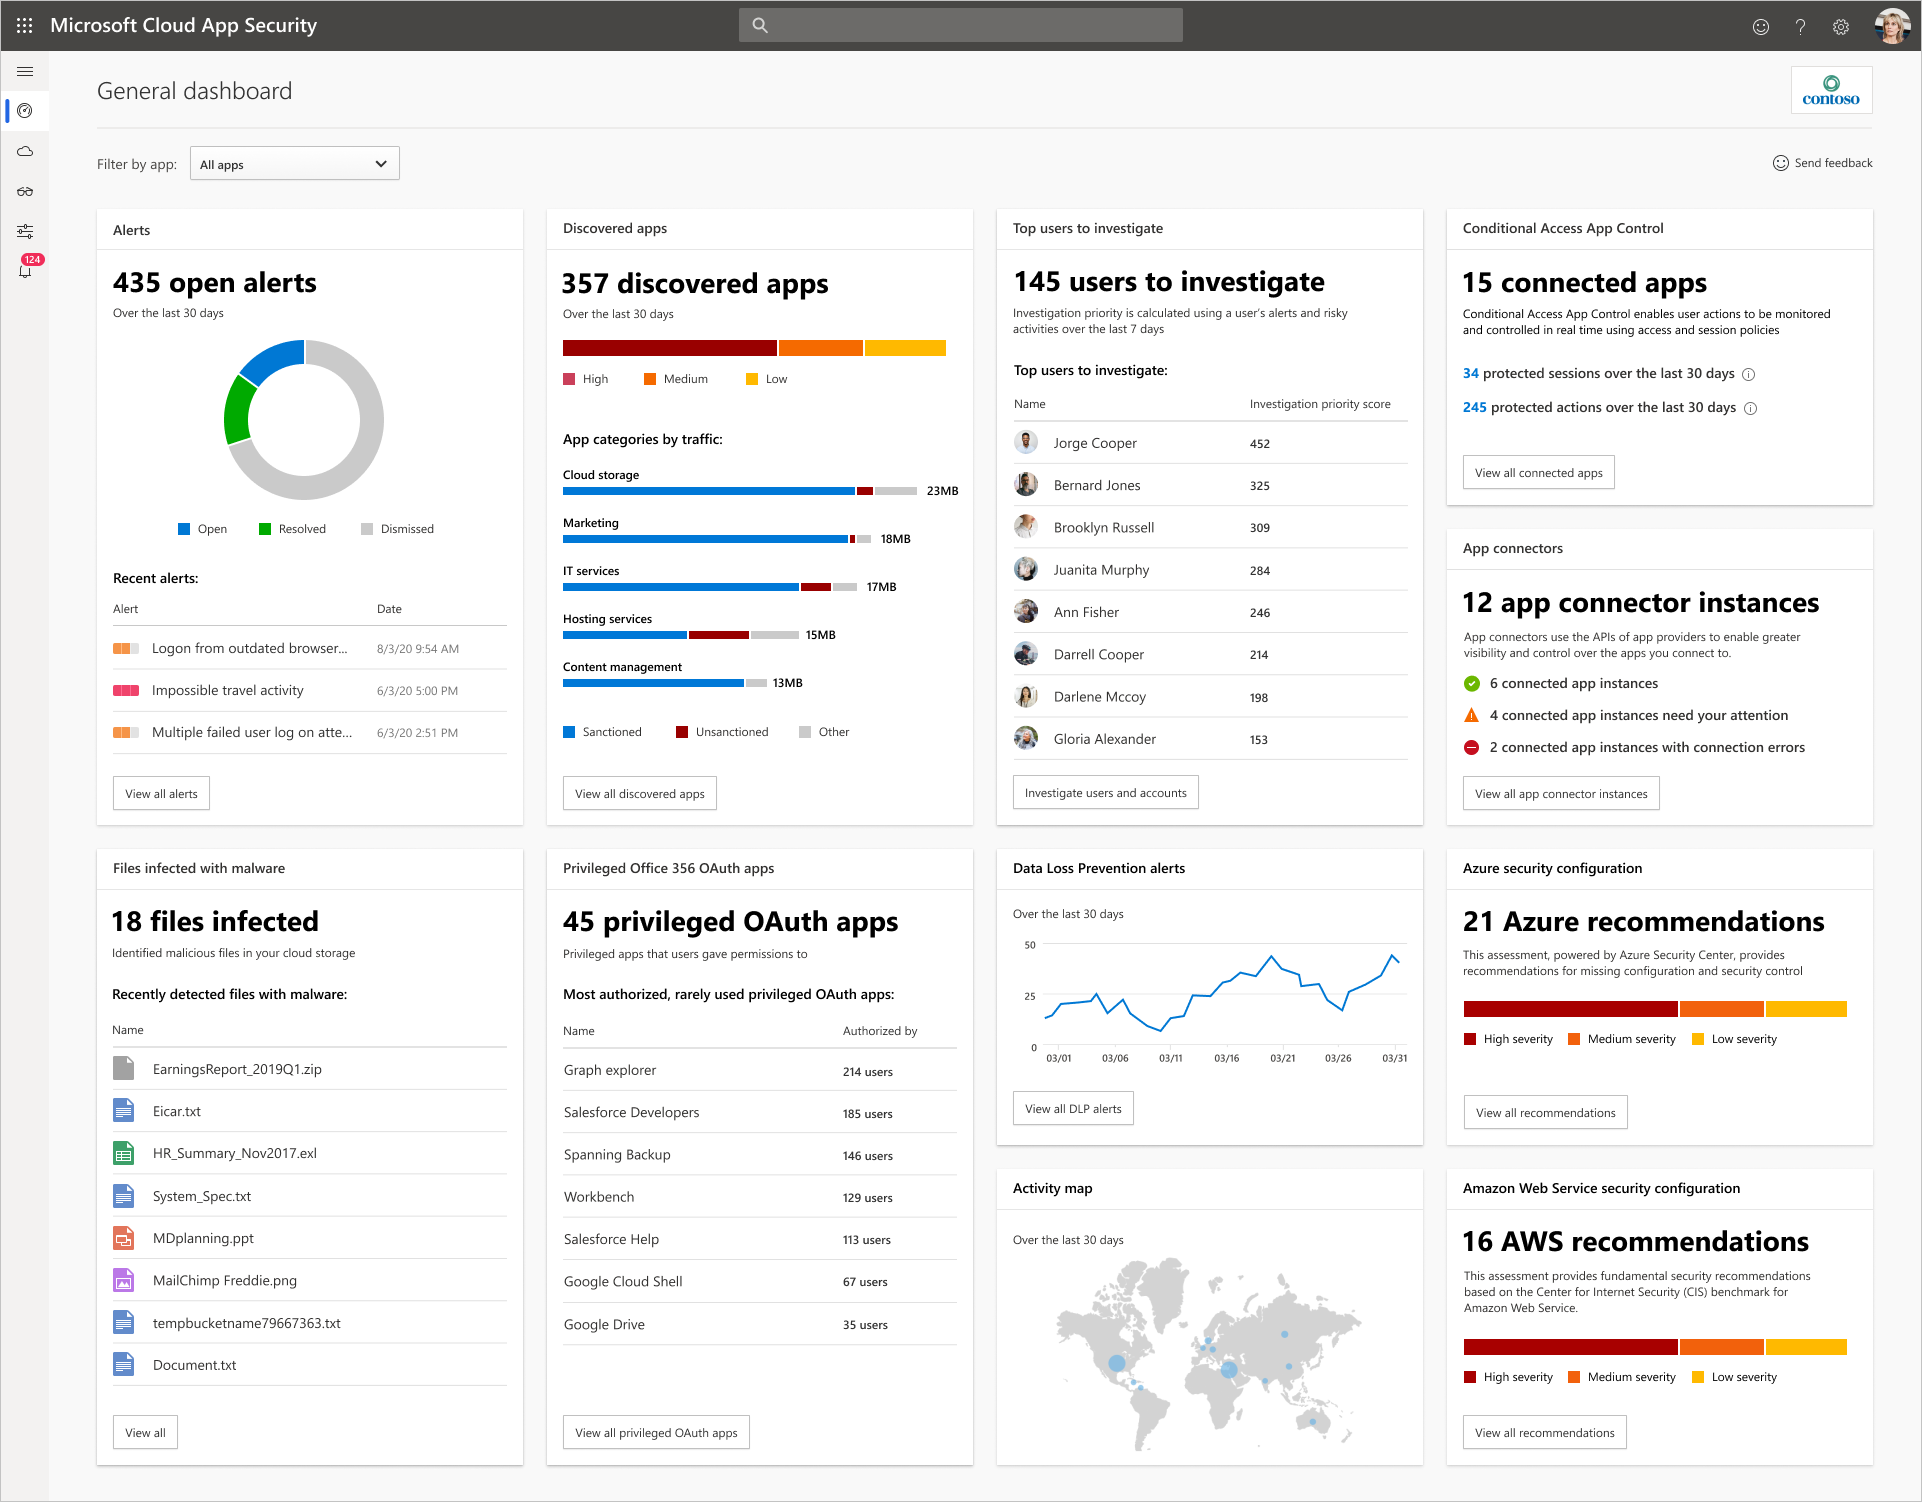 Microsoft Cloud App Security
General dashboard
contoso
Filter by app:
All apps
Send feedback
124
Alerts
435 open alerts
Over the last 30 days
Open
Resolved
Dismissed
Recent alerts:
Alert Date
Logon from outdated browser... 8/3/20 9:54 AM
Impossible travel activity 6/3/20 5:00 PM
Multiple failed user log on atte... 6/3/20 2:51 PM
View all alerts
Discovered apps
357 discovered apps
Over the last 30 days
High
Medium
Low
App categories by traffic:
Cloud storage
23MB
Marketing
18MB
IT services
17MB
Hosting services
15MB
Content management
13MB
Sanctioned
Unsanctioned
Other
View all discovered apps
Top users to investigate
145 users to investigate
Investigation priority is calculated using a user's alerts and risky
activities over the last 7 days
Top users to investigate:
Name Investigation priority score
Jorge Cooper 452
Bernard Jones 325
Brooklyn Russell 309
Juanita Murphy 284
Ann Fisher 246
Darrell Cooper 214
Darlene Mccoy 198
Gloria Alexander 153
Investigate users and accounts
Conditional Access App Control
15 connected apps
Conditional Access App Control enables user actions to be monitored
and controlled in real time using access and session policies
34 protected sessions over the last 30 days
245 protected actions over the last 30 days
View all connected apps
App connectors
12 app connector instances
App connectors use the APIs of app providers to enable greater
visibility and control over the apps you connect to.
6 connected app instances
4 connected app instances need your attention
2 connected app instances with connection errors
View all app connector instances
Files infected with malware
18 files infected
Identified malicious files in your cloud storage
Recently detected files with malware:
Name
EarningsReport_2019Q1.zip
Eicar.txt
HR_Summary_Nov2017.exl
System_Spec.txt
MDplanning.ppt
MailChimp Freddie.png
tempbucketname79667363.txt
Document.txt
View all
Privileged Office 356 OAuth apps
45 privileged OAuth apps
Privileged apps that users gave permissions to
Most authorized, rarely used privileged OAuth apps:
Name Authorized by
Graph explorer 214 users
Salesforce Developers 185 users
Spanning Backup 146 users
Workbench 129 users
Salesforce Help 113 users
Google Cloud Shell 67 users
Google Drive 35 users
View all privileged OAuth apps
Data Loss Prevention alerts
Over the last 30 days
50
25
0
03/01 03/06 03/11 03/16 03/21 03/26 03/31
View all DLP alerts
Activity map
Over the last 30 days
Azure security configuration
21 Azure recommendations
This assessment, powered by Azure Security Center, provides
recommendations for missing configuration and security control
High severity
Medium severity
Low severity
View all recommendations
Amazon Web Service security configuration
16 AWS recommendations
This assessment provides fundamental security recommendations
based on the Center for Internet Security (CIS) benchmark for
Amazon Web Service.
High severity
Medium severity
Low severity
View all recommendations